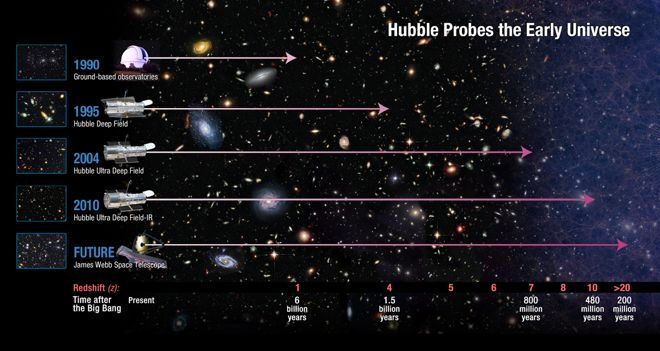 Hubble Probes the Early Universe
1990
Ground-based observatories
1995
Hubble Deep Field
2004
Hubble Ultra Deep Field
2010
Hubble Ultra Deep Field-IR
FUTURE
James Webb Space Telescope
Redshift (z): 1 4 5 6 7 8 10 >20
Time after
the Big Bang
Present
6
billion
years
1.5
billion
years
800
million
years
480
million
years
200
million
years